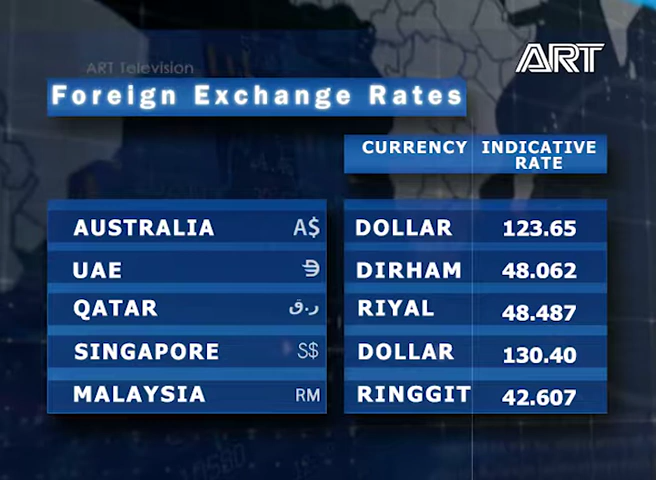 ART
ART Television
Foreign Exchange Rates
CURRENCY INDICATIVE RATE
AUSTRALIA A$ DOLLAR 123.65
UAE DIRHAM 48.062
QATAR ر.ق RIYAL 48.487
SINGAPORE S$ DOLLAR 130.40
MALAYSIA RM RINGGIT 42.607